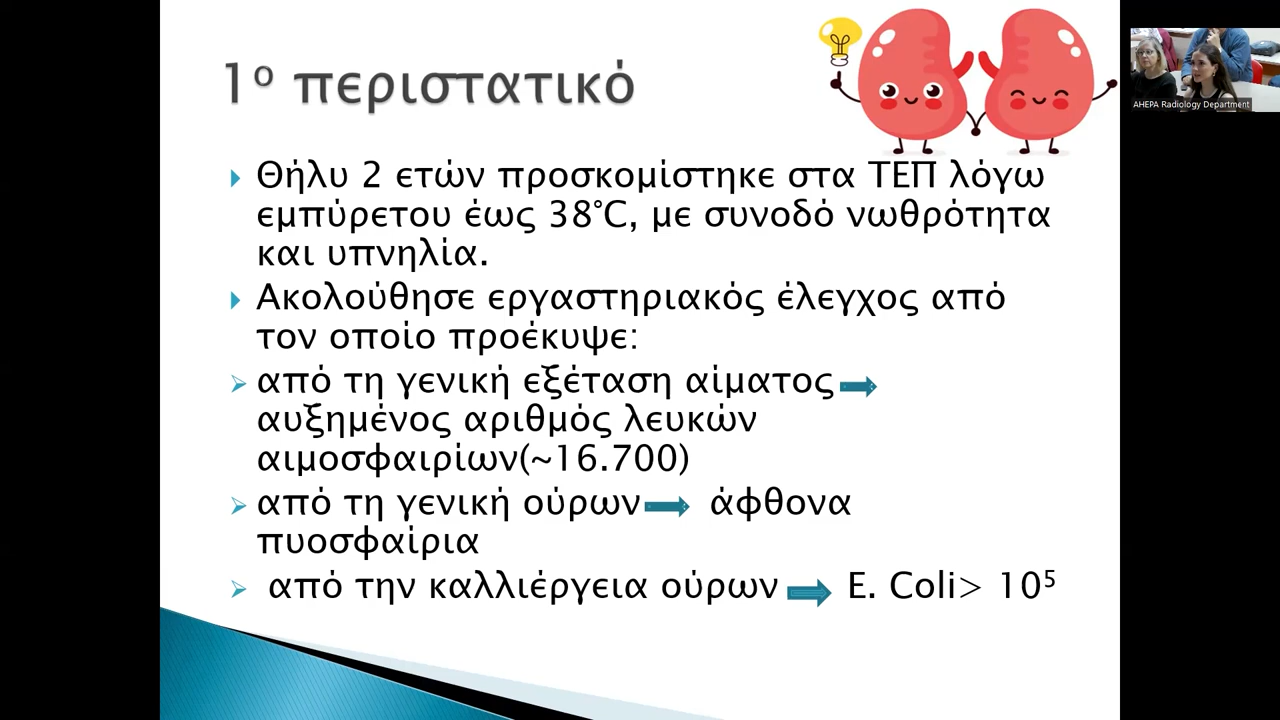 1ο περιστατικό
Θήλυ 2 ετών προσκομίστηκε στα ΤΕΠ λόγω
εμπύρετου έως 38°C, με συνοδό νωθρότητα
και υπνηλία.
Ακολούθησε εργαστηριακός έλεγχος από
τον οποίο προέκυψε:
από τη γενική εξέταση αίματος
αυξημένος αριθμός λευκών
αιμοσφαιρίων(~16.700)
από τη γενική ούρων άφθονα
πυοσφαίρια
από την καλλιέργεια ούρων E. Coli> 10⁵
AHEPA Radiology Department